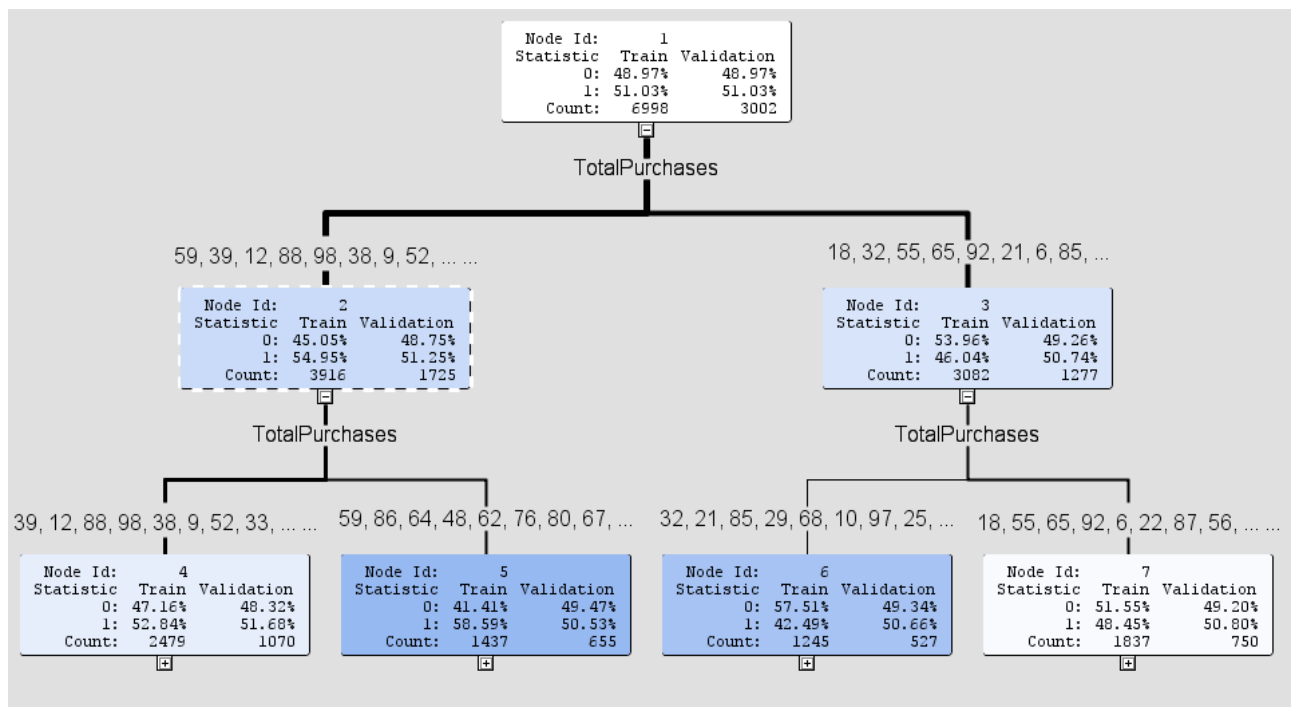 Node Id: 1
Statistic Train Validation
0: 48.97% 48.97%
1: 51.03% 51.03%
Count: 6998 3002
TotalPurchases
59, 39, 12, 88, 98, 38, 9, 52, ... ...
18, 32, 55, 65, 92, 21, 6, 85, ...
Node Id: 2
Statistic Train Validation
0: 45.05% 48.75%
1: 54.95% 51.25%
Count: 3916 1725
Node Id: 3
Statistic Train Validation
0: 53.96% 49.26%
1: 46.04% 50.74%
Count: 3082 1277
TotalPurchases
TotalPurchases
39, 12, 88, 98, 38, 9, 52, 33, ... ...
59, 86, 64, 48, 62, 76, 80, 67, ...
32, 21, 85, 29, 68, 10, 97, 25, ...
18, 55, 65, 92, 6, 22, 87, 56, ... ...
Node Id: 4
Statistic Train Validation
0: 47.16% 48.32%
1: 52.84% 51.68%
Count: 2479 1070
Node Id: 5
Statistic Train Validation
0: 41.41% 49.47%
1: 58.59% 50.53%
Count: 1437 655
Node Id: 6
Statistic Train Validation
0: 57.51% 49.34%
1: 42.49% 50.66%
Count: 1245 527
Node Id: 7
Statistic Train Validation
0: 51.55% 49.20%
1: 48.45% 50.80%
Count: 1837 750